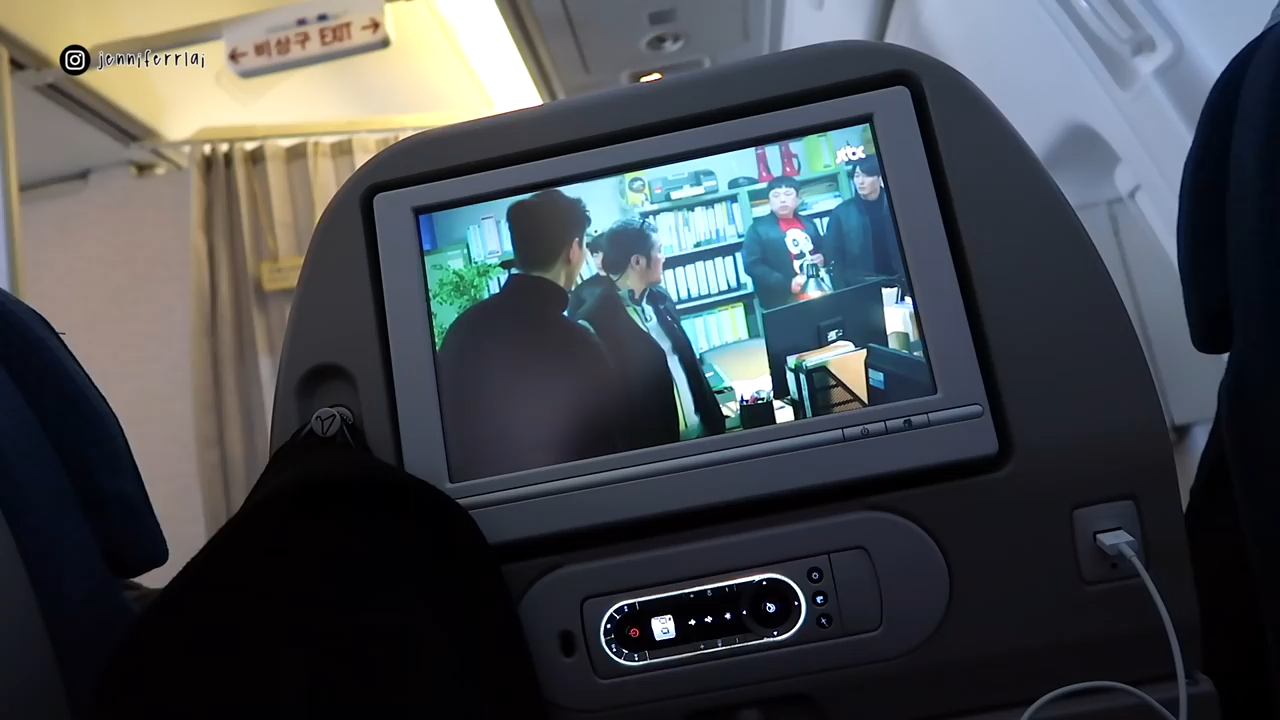 jenniferrlai
← 비상구 EXIT →
jtbc